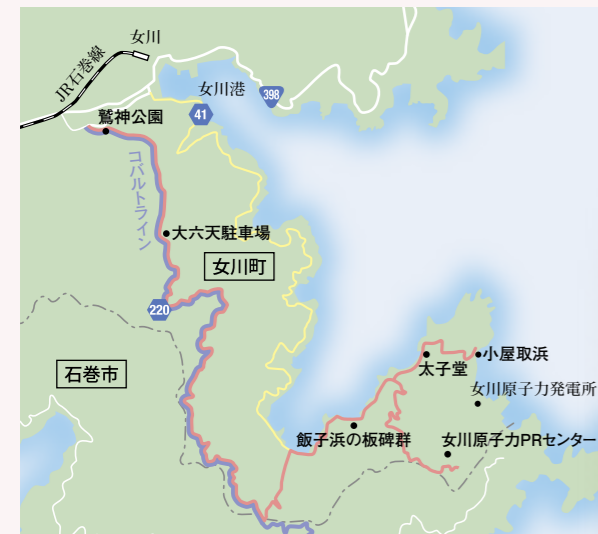 女川
JR石巻線
女川港
398
41
鷲神公園
コバルトライン
大六天駐車場
女川町
220
石巻市
小屋取浜
太子堂
女川原子力発電所
飯子浜の板碑群
女川原子力PRセンター